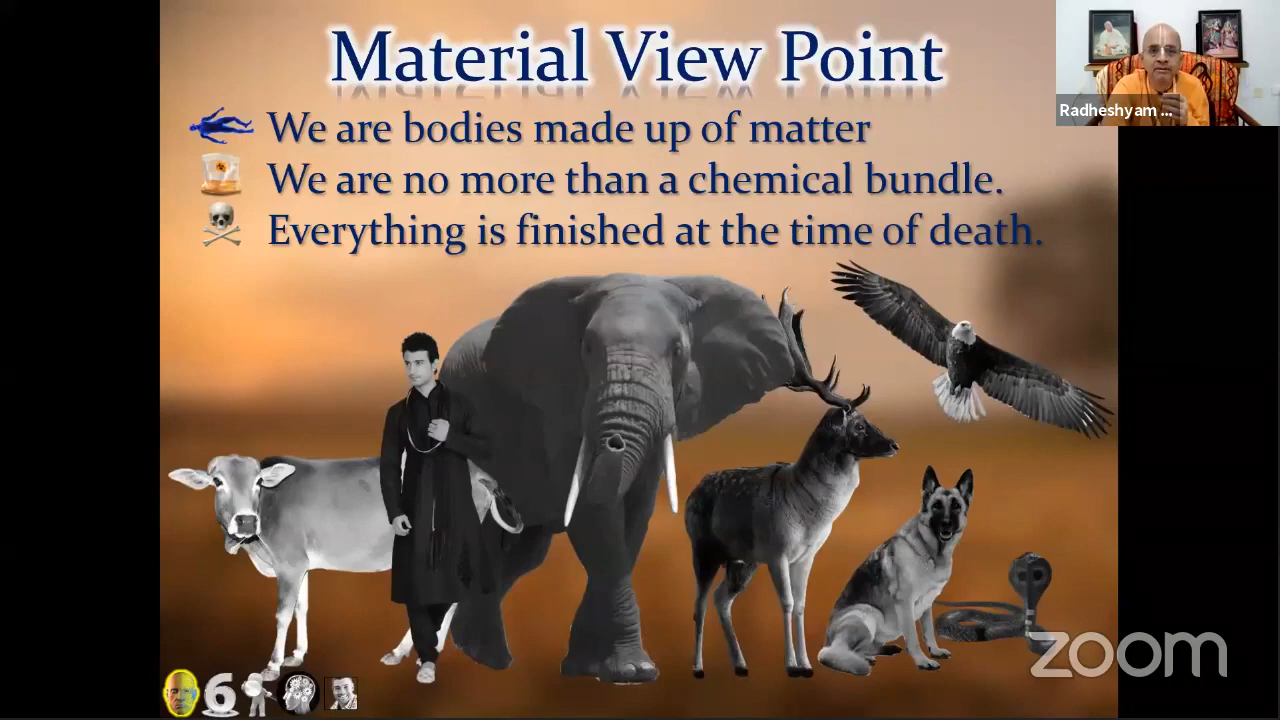 Material View Point
We are bodies made up of matter
We are no more than a chemical bundle.
Everything is finished at the time of death.
Radheshyam ...
6
zoom